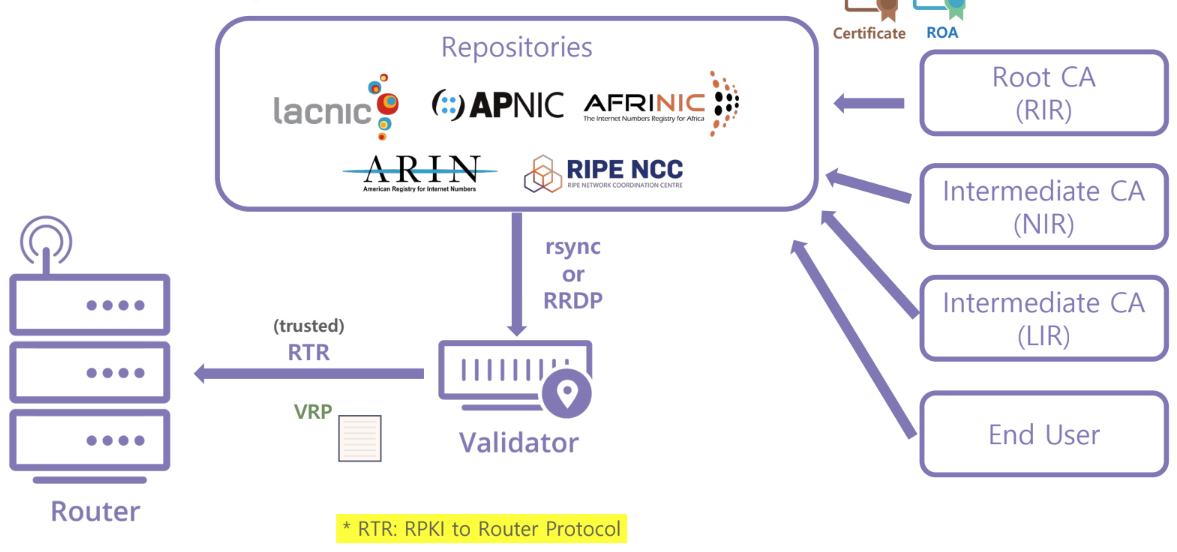 Certificate
ROA
Repositories
Root CA
(RIR)
lacnic
APNIC
AFRINIC
The Internet Numbers Registry for Africa
ARIN
American Registry for Internet Numbers
RIPE NCC
RIPE NETWORK COORDINATION CENTRE
Intermediate CA
(NIR)
rsync
or
RRDP
Intermediate CA
(LIR)
(trusted)
RTR
VRP
Validator
End User
Router
* RTR: RPKI to Router Protocol